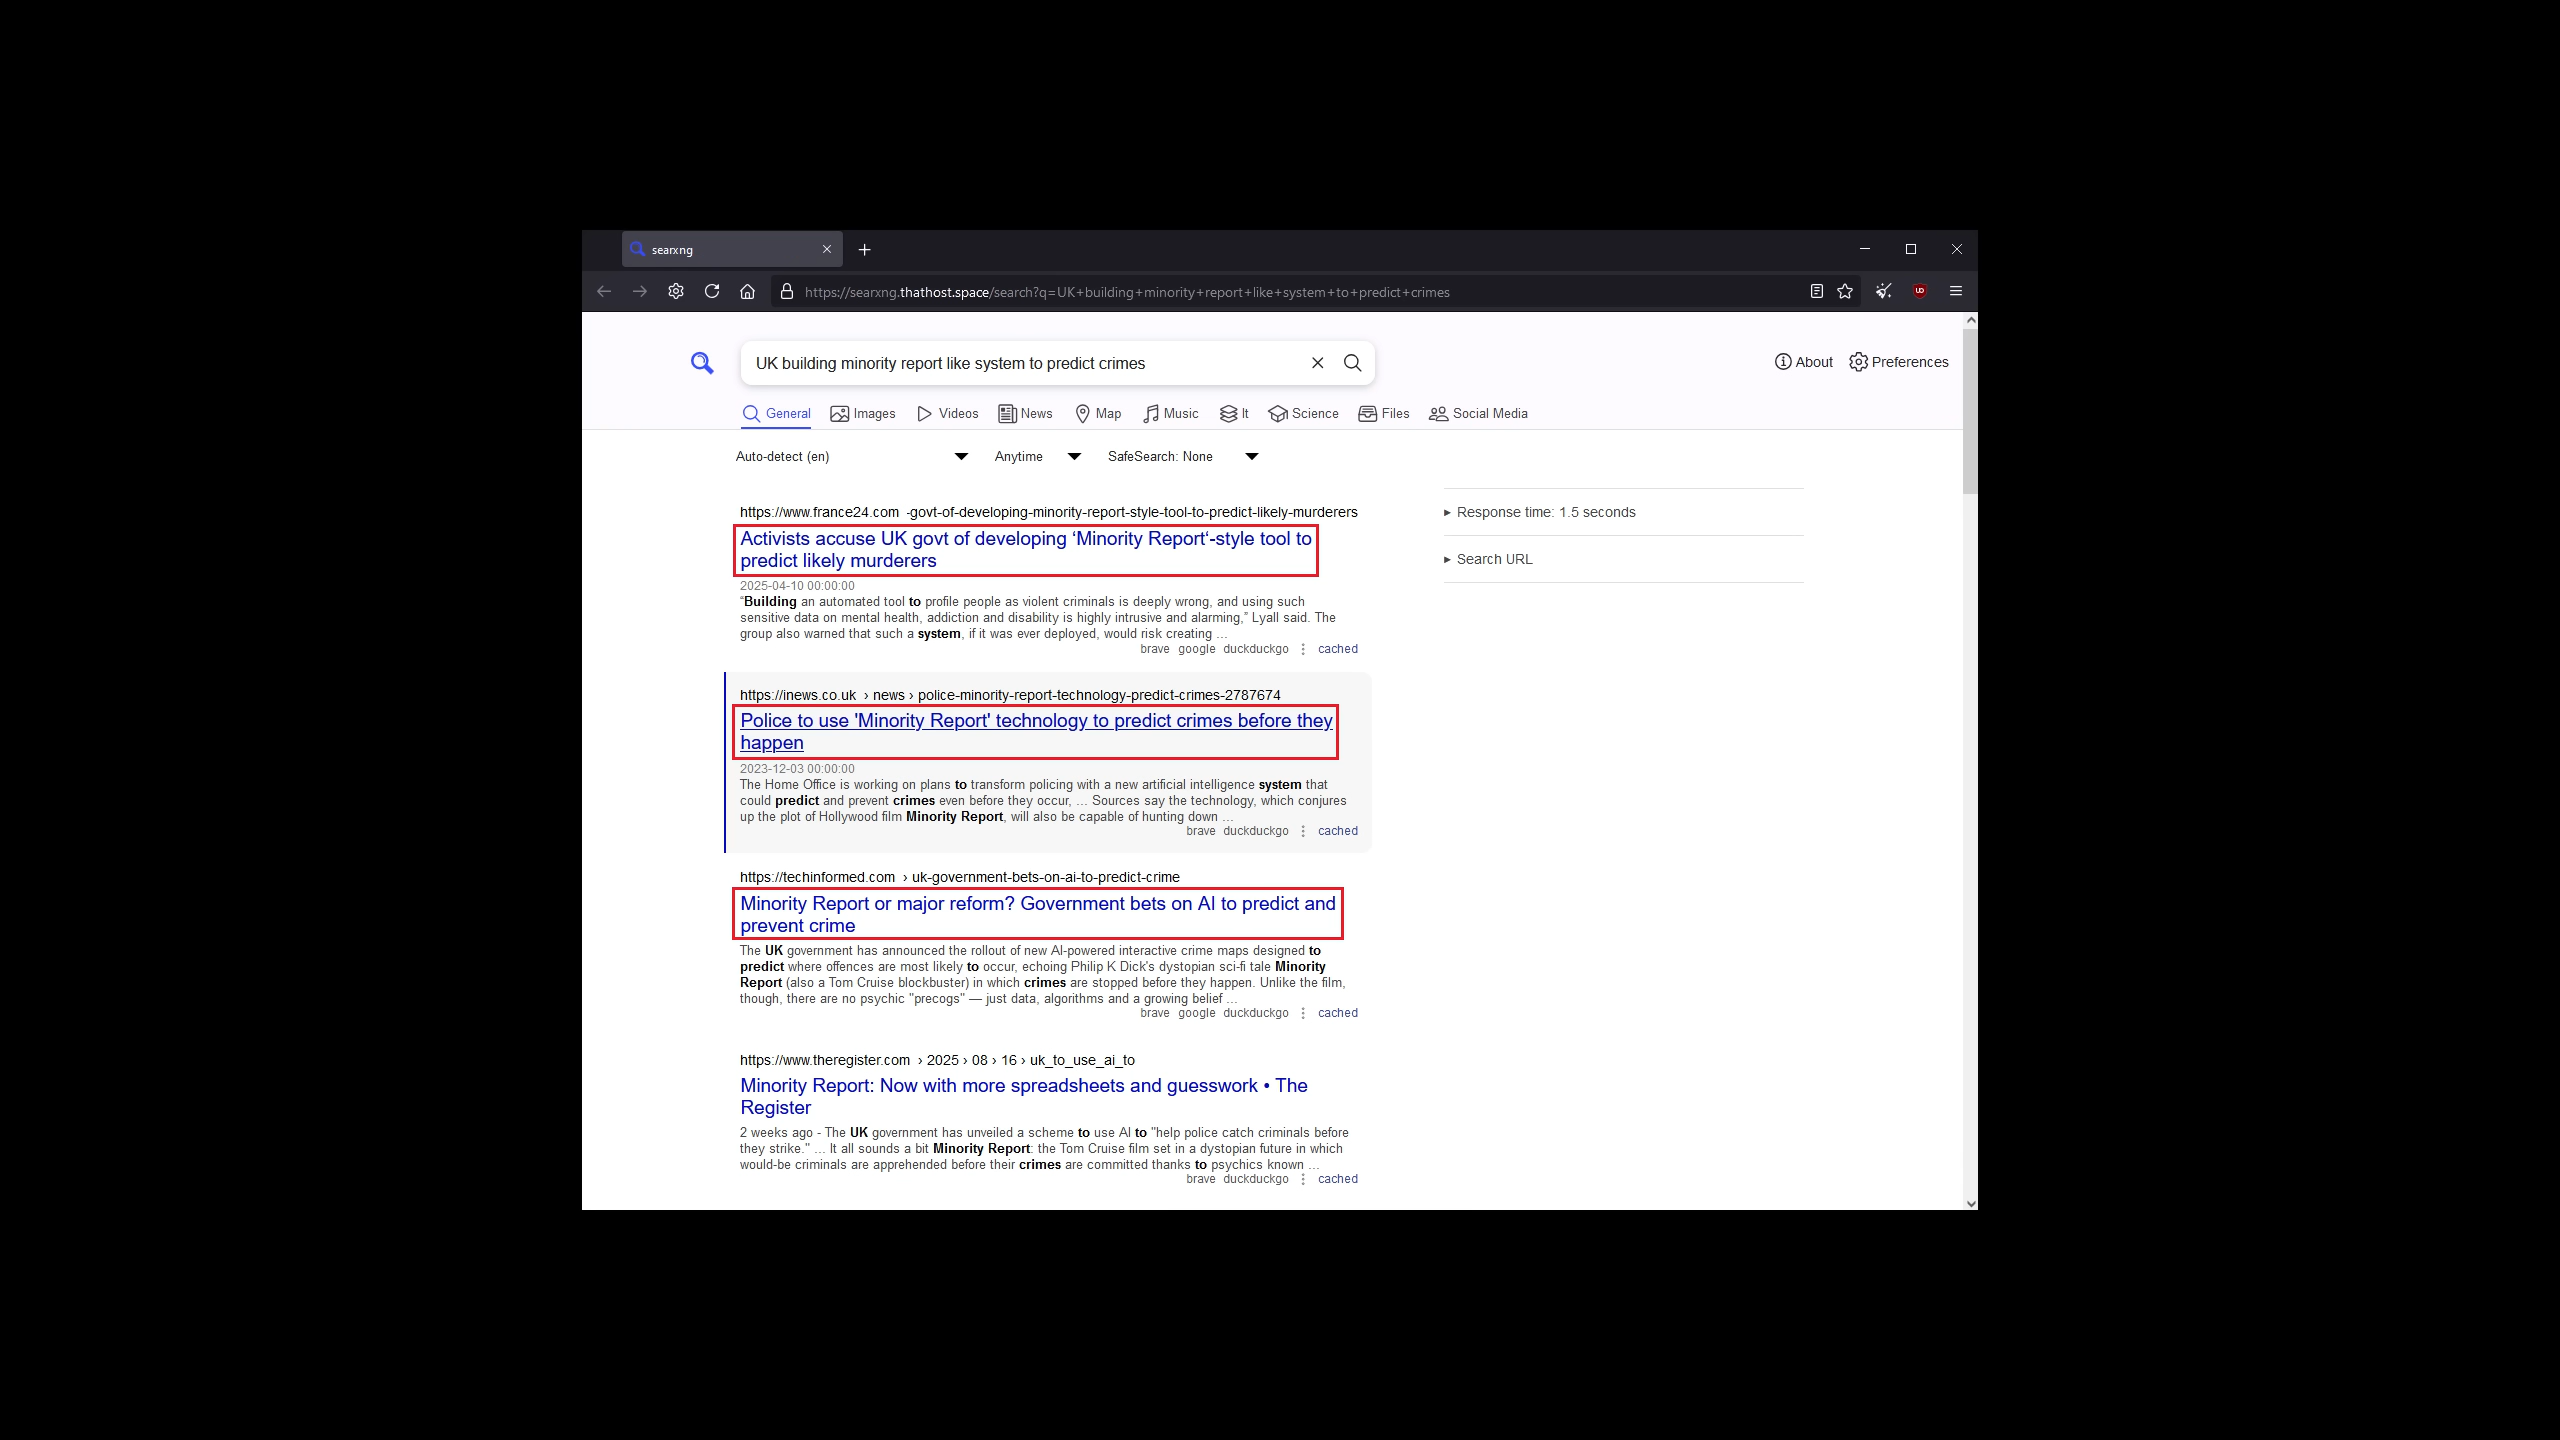 searxng
https://searxng.thathost.space/search?q=UK+building+minority+report+like+system+to+predict+crimes
UK building minority report like system to predict crimes
About
Preferences
General
Images
Videos
News
Map
Music
It
Science
Files
Social Media
Auto-detect (en)
Anytime
SafeSearch: None
https://www.france24.com -govt-of-developing-minority-report-style-tool-to-predict-likely-murderers
Activists accuse UK govt of developing ‘Minority Report‘-style tool to
predict likely murderers
2025-04-10 00:00:00
“Building an automated tool to profile people as violent criminals is deeply wrong, and using such
sensitive data on mental health, addiction and disability is highly intrusive and alarming,” Lyall said. The
group also warned that such a system, if it was ever deployed, would risk creating ...
brave google duckduckgo cached
https://inews.co.uk › news › police-minority-report-technology-predict-crimes-2787674
Police to use 'Minority Report' technology to predict crimes before they
happen
2023-12-03 00:00:00
The Home Office is working on plans to transform policing with a new artificial intelligence system that
could predict and prevent crimes even before they occur, ... Sources say the technology, which conjures
up the plot of Hollywood film Minority Report, will also be capable of hunting down ...
brave duckduckgo cached
https://techinformed.com › uk-government-bets-on-ai-to-predict-crime
Minority Report or major reform? Government bets on AI to predict and
prevent crime
The UK government has announced the rollout of new AI-powered interactive crime maps designed to
predict where offences are most likely to occur, echoing Philip K Dick's dystopian sci-fi tale Minority
Report (also a Tom Cruise blockbuster) in which crimes are stopped before they happen. Unlike the film,
though, there are no psychic "precogs" — just data, algorithms and a growing belief ...
brave google duckduckgo cached
https://www.theregister.com › 2025 › 08 › 16 › uk_to_use_ai_to
Minority Report: Now with more spreadsheets and guesswork • The
Register
2 weeks ago - The UK government has unveiled a scheme to use AI to "help police catch criminals before
they strike." ... It all sounds a bit Minority Report: the Tom Cruise film set in a dystopian future in which
would-be criminals are apprehended before their crimes are committed thanks to psychics known ...
brave duckduckgo cached
Response time: 1.5 seconds
Search URL